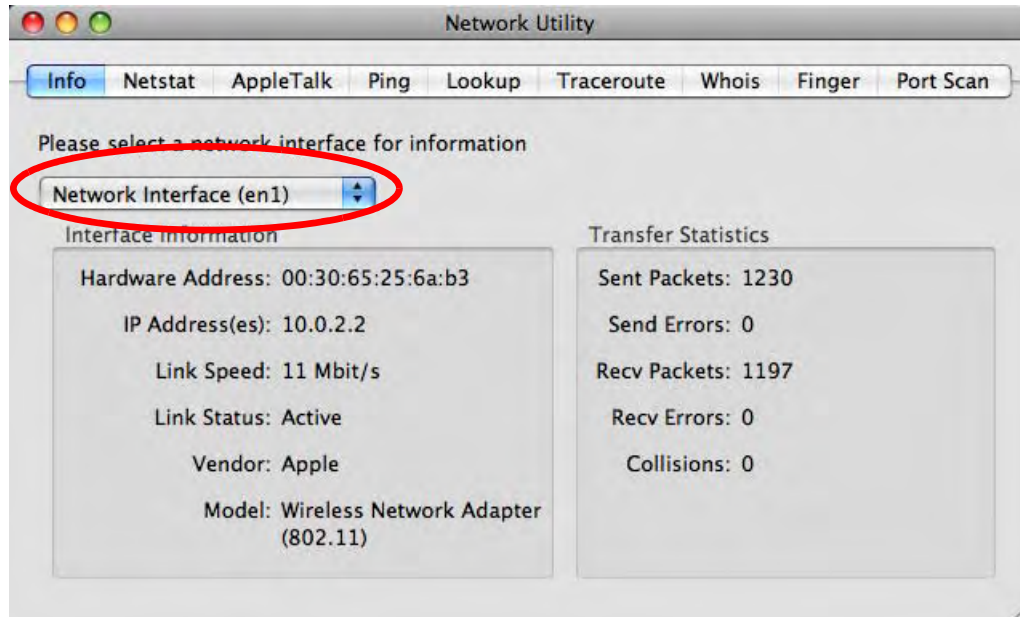 Network Utility
Info Netstat AppleTalk Ping Lookup Traceroute Whois Finger Port Scan
Please select a network interface for information
Network Interface (en1)
Interface Information
Hardware Address: 00:30:65:25:6a:b3
IP Address(es): 10.0.2.2
Link Speed: 11 Mbit/s
Link Status: Active
Vendor: Apple
Model: Wireless Network Adapter
(802.11)
Transfer Statistics
Sent Packets: 1230
Send Errors: 0
Recv Packets: 1197
Recv Errors: 0
Collisions: 0